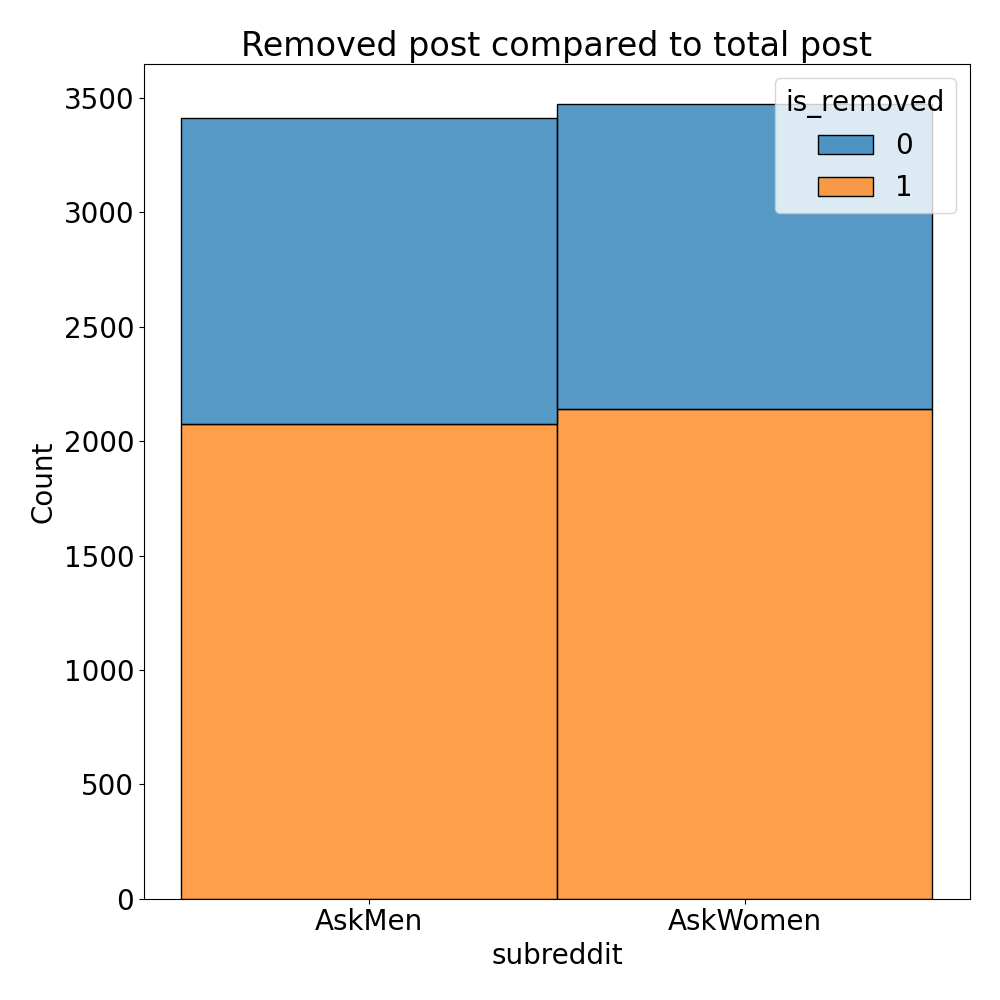 Removed post compared to total post
is_removed
0
1
3500
3000
2500
2000
1500
1000
500
0
Count
AskMen
AskWomen
subreddit